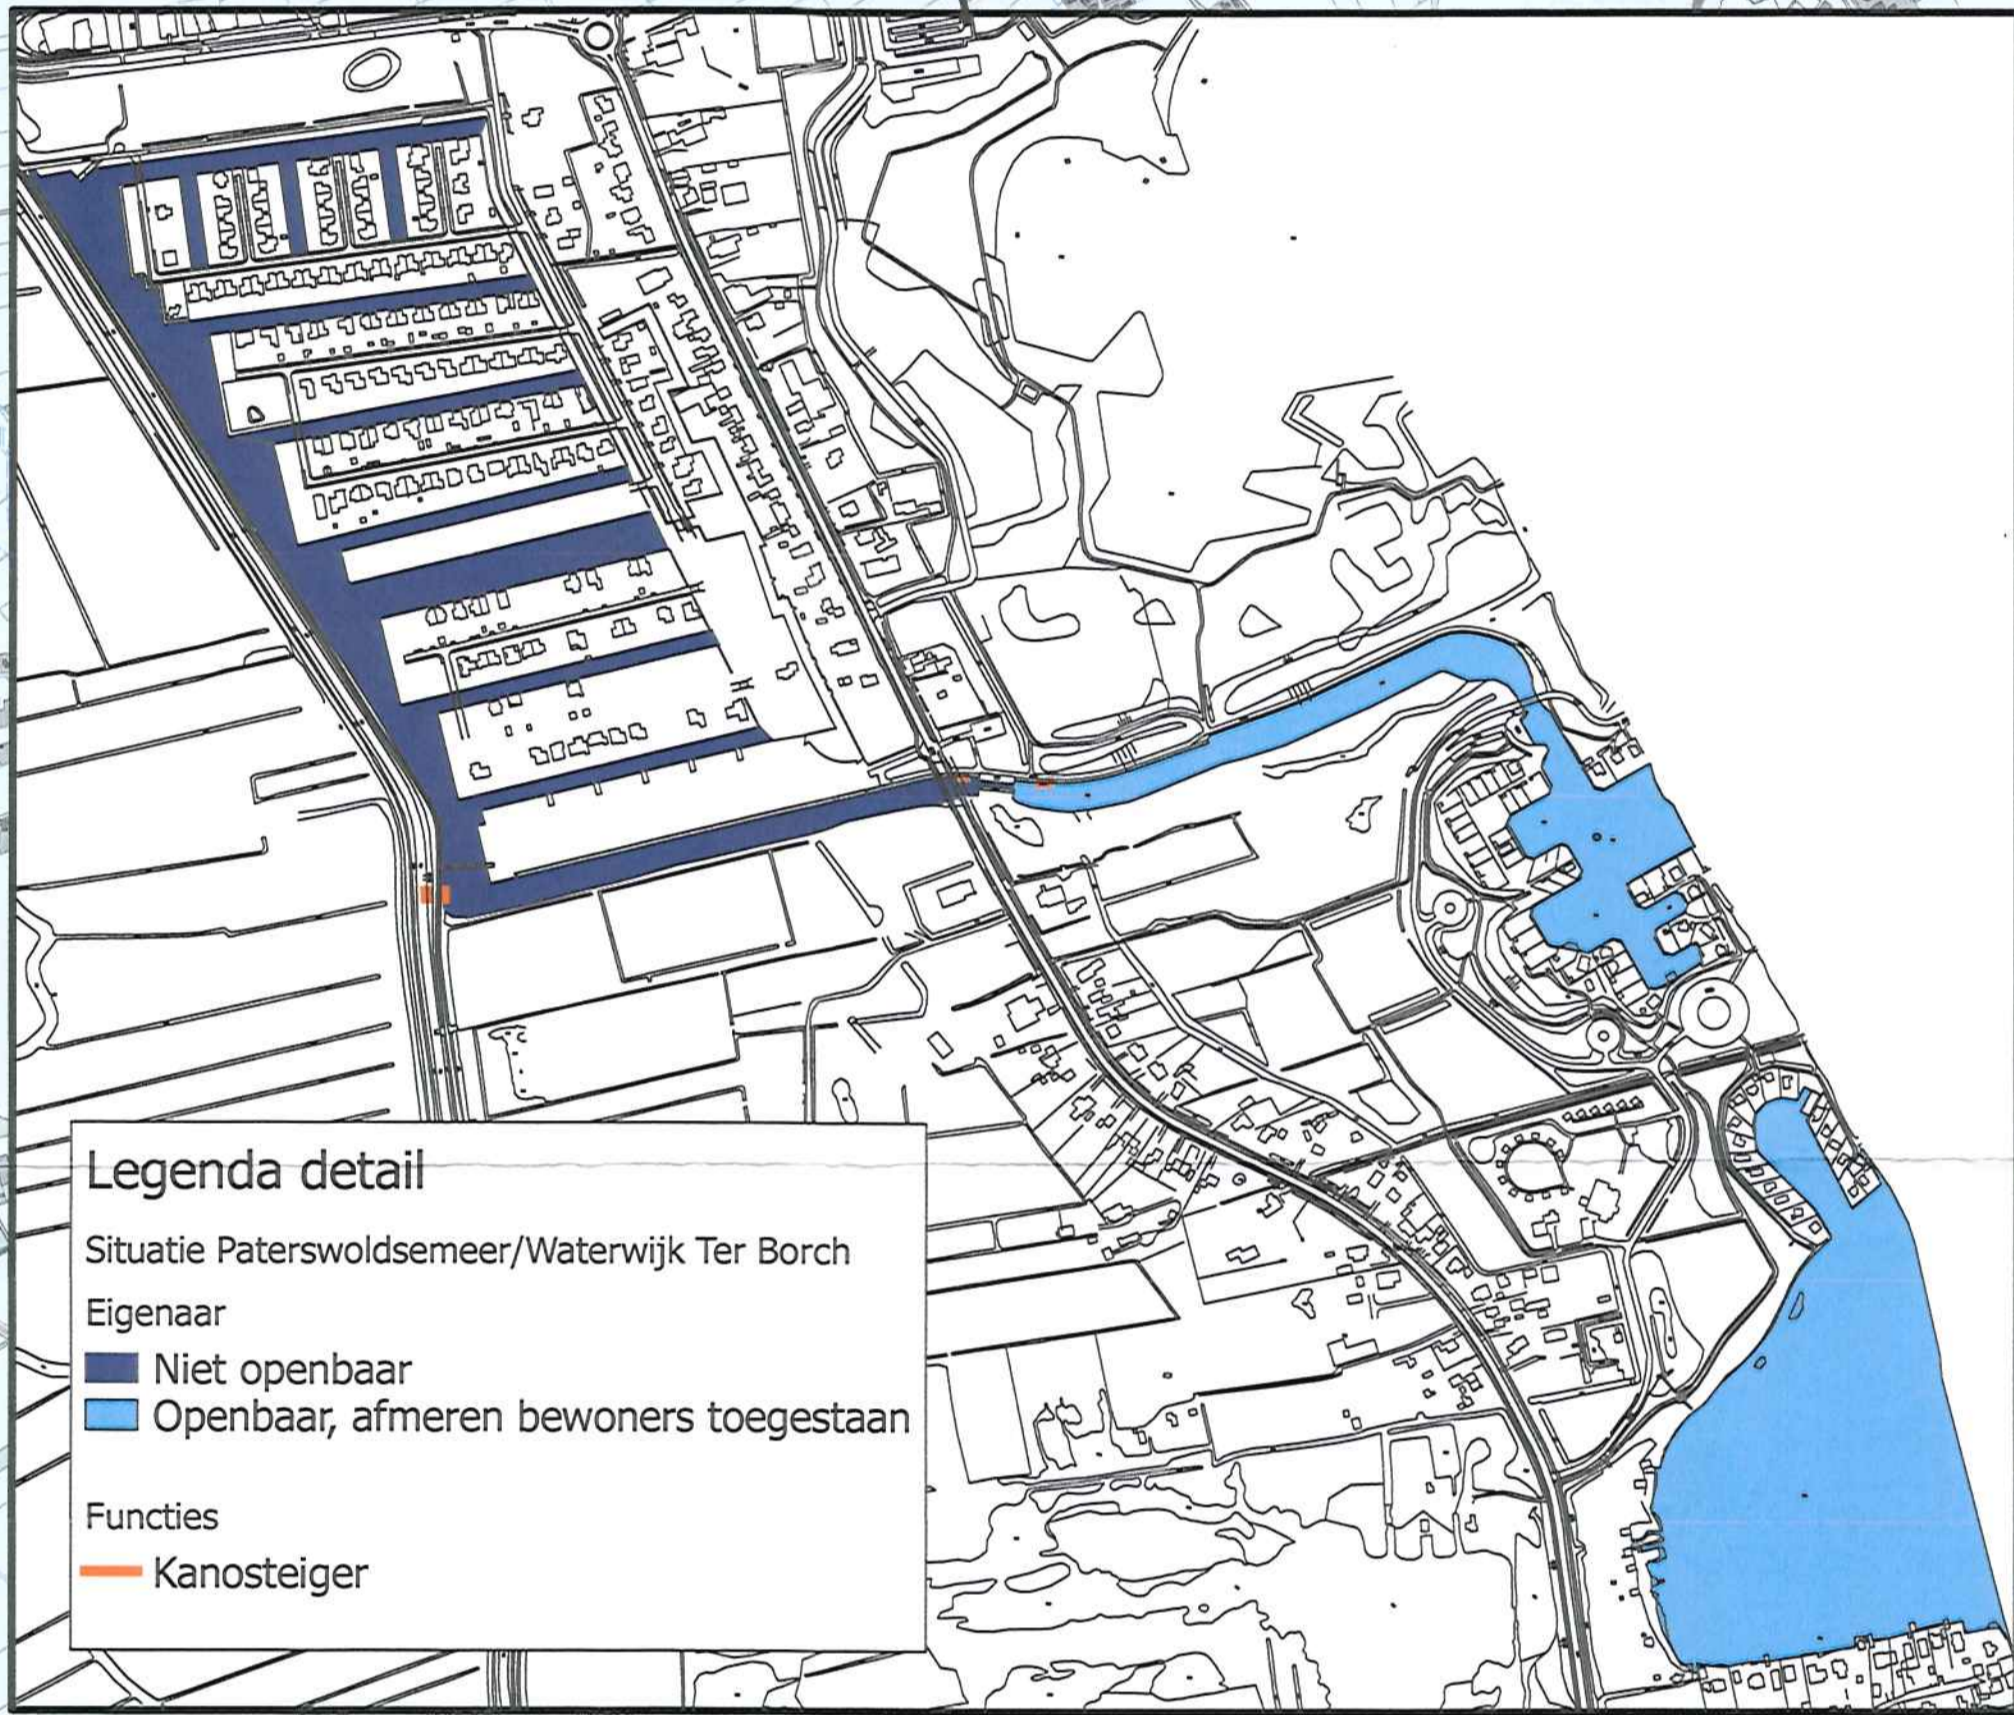 Legenda detail
Situatie Paterswoldsemeer/Waterwijk Ter Borch
Eigenaar
Niet openbaar
Openbaar, afmeren bewoners toegestaan
Functies
Kanosteiger